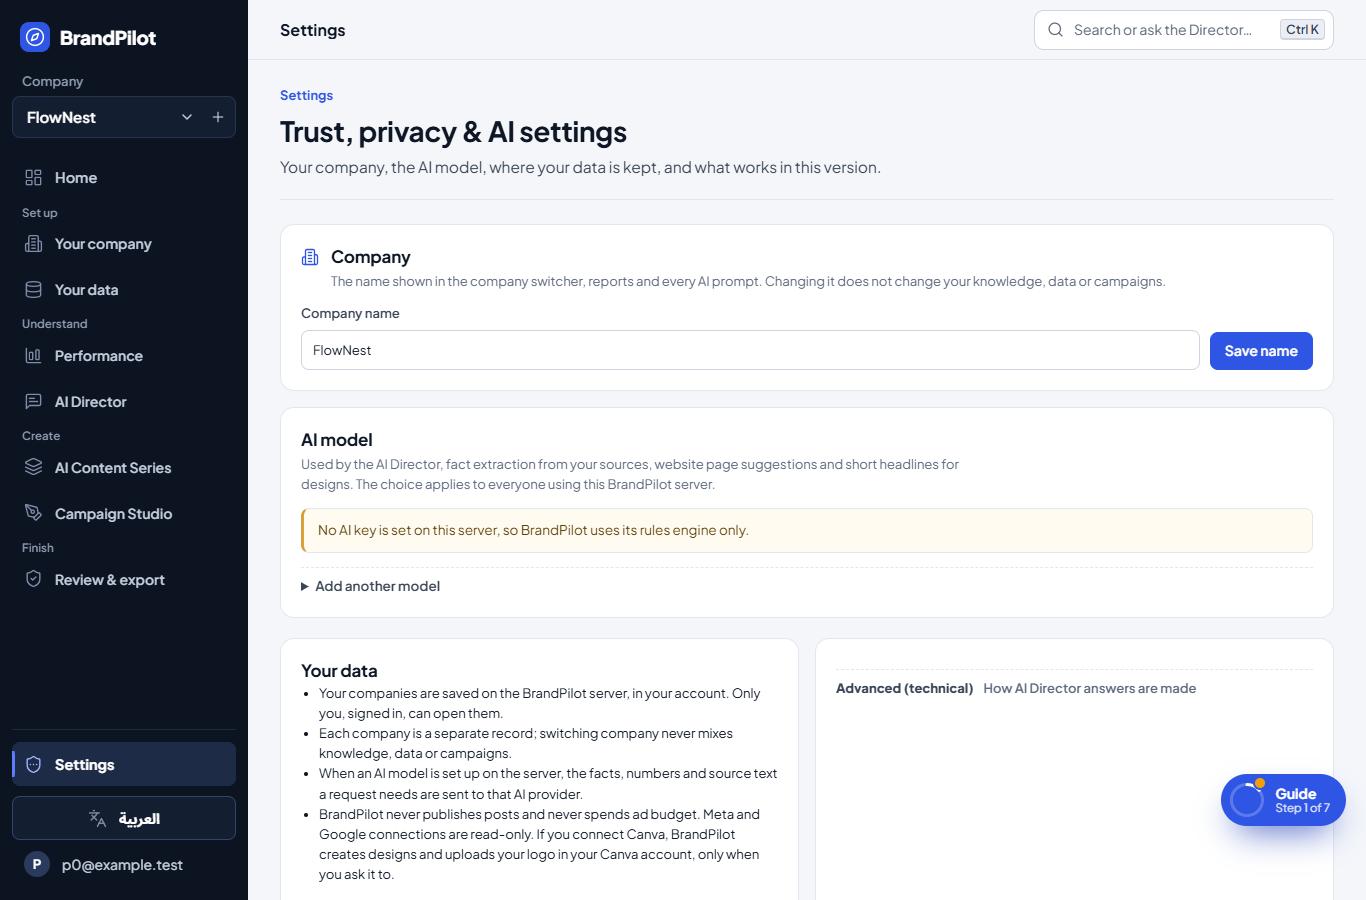 BrandPilot
Company
FlowNest
Home
Set up
Your company
Your data
Understand
Performance
AI Director
Create
AI Content Series
Campaign Studio
Finish
Review & export
Settings
العربية
P
p0@example.test
Settings
Search or ask the Director...
Ctrl K
Settings
Trust, privacy & AI settings
Your company, the AI model, where your data is kept, and what works in this version.
Company
The name shown in the company switcher, reports and every AI prompt. Changing it does not change your knowledge, data or campaigns.
Company name
FlowNest
Save name
AI model
Used by the AI Director, fact extraction from your sources, website page suggestions and short headlines for
designs. The choice applies to everyone using this BrandPilot server.
No AI key is set on this server, so BrandPilot uses its rules engine only.
Add another model
Your data
Your companies are saved on the BrandPilot server, in your account. Only
you, signed in, can open them.
Each company is a separate record; switching company never mixes
knowledge, data or campaigns.
When an AI model is set up on the server, the facts, numbers and source text
a request needs are sent to that AI provider.
BrandPilot never publishes posts and never spends ad budget. Meta and
Google connections are read-only. If you connect Canva, BrandPilot
creates designs and uploads your logo in your Canva account, only when
you ask it to.
Advanced (technical) How AI Director answers are made
Guide
Step 1 of 7